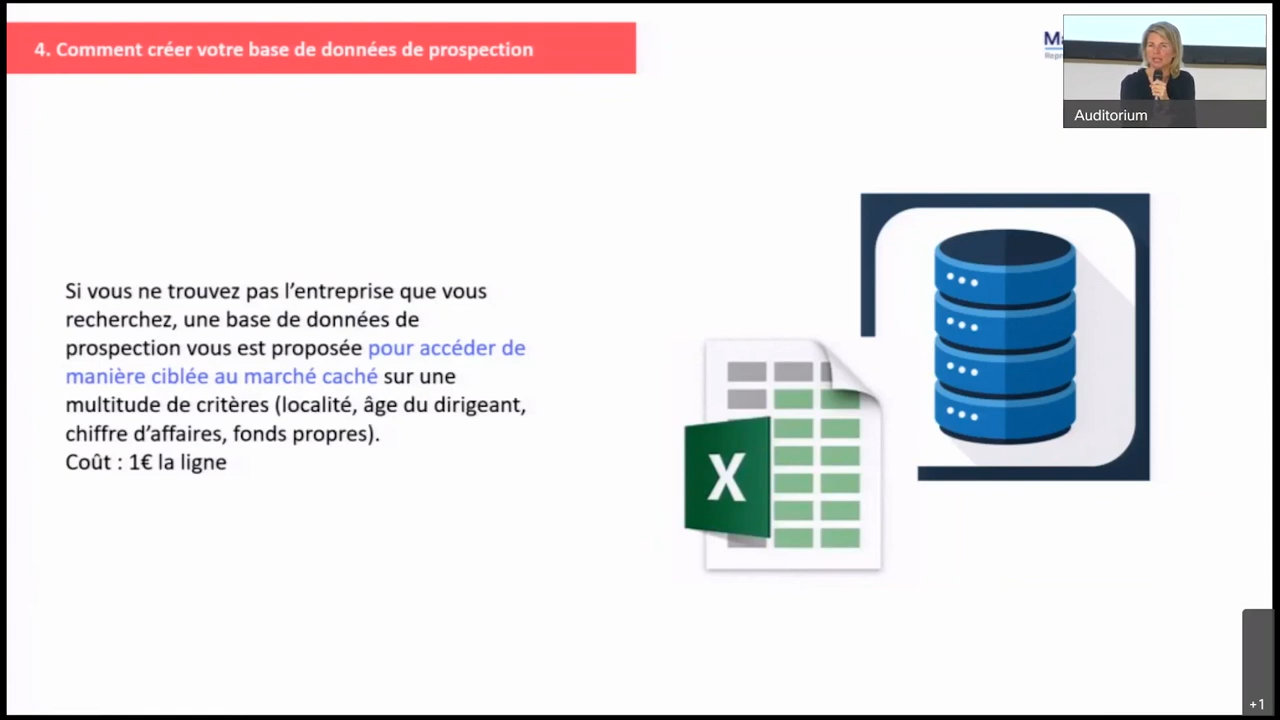 4. Comment créer votre base de données de prospection
Auditorium
Si vous ne trouvez pas l’entreprise que vous
recherchez, une base de données de
prospection vous est proposée pour accéder de
manière ciblée au marché caché sur une
multitude de critères (localité, âge du dirigeant,
chiffre d’affaires, fonds propres).
Coût : 1€ la ligne
X
+1